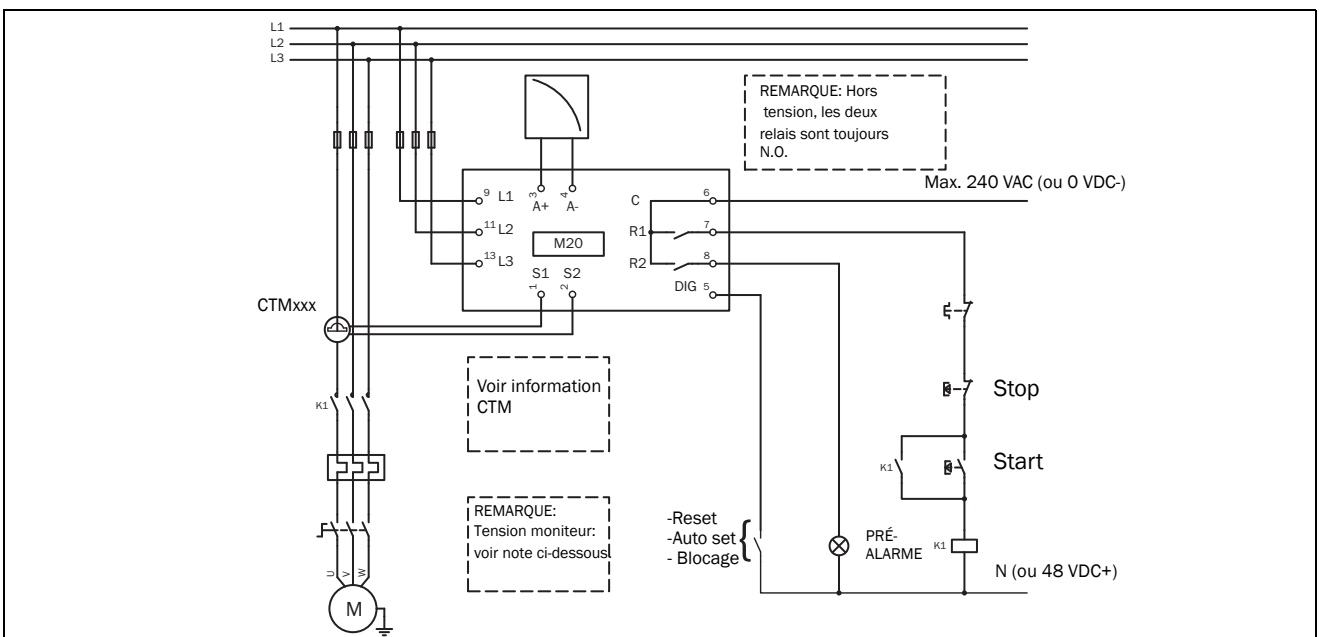 L1
L2
L3
REMARQUE: Hors
tension, les deux
relais sont toujours
N.O.
Max. 240 VAC (ou 0 VDC-)
9 L1
3
A+
4
A-
C
6
11 L2
M20
R1
7
13 L3
R2
8
S1
S2
1
2
DIG 5
CTMxxx
Voir information
CTM
Stop
K1
K1
Start
REMARQUE:
Tension moniteur:
voir note ci-dessous.
-Reset
-Auto set
- Blocage
{
PRÉ-
ALARME
K1
N (ou 48 VDC+)
U
V
W
M